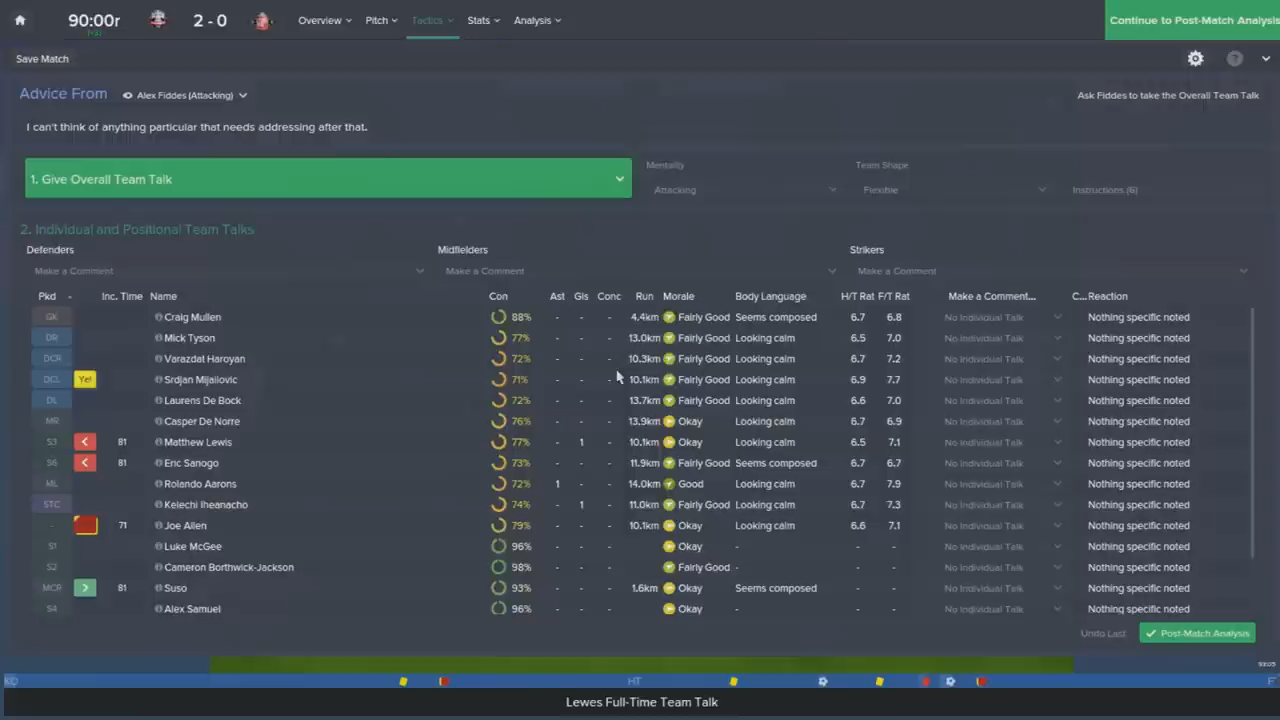 90:00r 2 - 0 Overview Pitch Tactics Stats Analysis Continue to Post-Match Analysis
Save Match
Advice From Alex Fiddes (Attacking) Ask Fiddes to take the Overall Team Talk
I can't think of anything particular that needs addressing after that.
1. Give Overall Team Talk
Mentality Team Shape
Attacking Flexible Instructions (6)
2. Individual and Positional Team Talks
Defenders Midfielders Strikers
Make a Comment Make a Comment Make a Comment
Pkd Inc. Time Name Con Ast Gls Conc Run Morale Body Language H/T Rat F/T Rat Make a Comment... C... Reaction
GK Craig Mullen 88% - - - 4.4km Fairly Good Seems composed 6.7 6.8 No Individual Talk Nothing specific noted
DR Mick Tyson 77% - - - 13.0km Fairly Good Looking calm 6.5 7.0 No Individual Talk Nothing specific noted
DCR Varazdat Haroyan 72% - - - 10.3km Fairly Good Looking calm 6.7 7.2 No Individual Talk Nothing specific noted
DCL Yel Srdjan Mijailovic 71% - - - 10.1km Fairly Good Looking calm 6.9 7.7 No Individual Talk Nothing specific noted
DL Laurens De Bock 72% - - - 13.7km Fairly Good Looking calm 6.6 7.0 No Individual Talk Nothing specific noted
MR Casper De Norre 76% - - - 13.9km Okay Looking calm 6.7 6.9 No Individual Talk Nothing specific noted
S3 81 Matthew Lewis 77% - 1 - 10.1km Okay Looking calm 6.5 7.1 No Individual Talk Nothing specific noted
S6 81 Eric Sanogo 73% - - - 11.9km Fairly Good Seems composed 6.7 6.7 No Individual Talk Nothing specific noted
ML Rolando Aarons 72% 1 - - 14.0km Good Looking calm 6.7 7.9 No Individual Talk Nothing specific noted
STC Kelechi Iheanacho 74% - 1 - 11.0km Fairly Good Looking calm 6.7 7.3 No Individual Talk Nothing specific noted
- 71 Joe Allen 79% - - - 10.1km Okay Looking calm 6.6 7.1 No Individual Talk Nothing specific noted
S1 Luke McGee 96% Okay - - - No Individual Talk Nothing specific noted
S2 Cameron Borthwick-Jackson 98% Fairly Good - - - No Individual Talk Nothing specific noted
MCR 81 Suso 93% - - - 1.6km Okay Seems composed - - No Individual Talk Nothing specific noted
S4 Alex Samuel 96% Okay - - - No Individual Talk Nothing specific noted
Undo Last Post-Match Analysis
93:05
KO HT F
Lewes Full-Time Team Talk